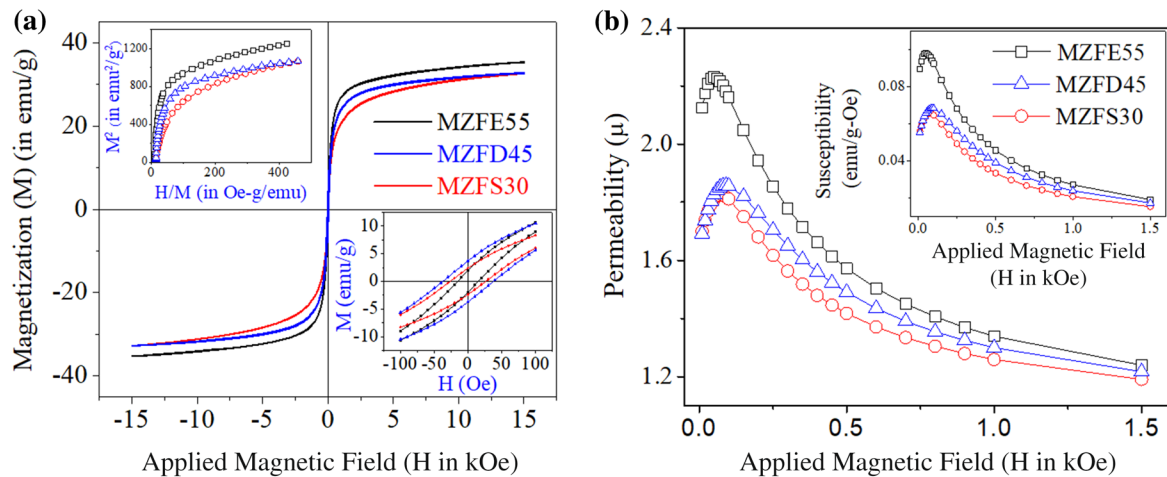 (a)
Magnetization (M) (in emu/g)
40
20
0
-20
-40
-15
-10
-5
0
5
10
15
Applied Magnetic Field (H in kOe)
M² (in emu²/g²)
1200
800
400
0
0
200
400
H/M (in Oe-g/emu)
MZFE55
MZFD45
MZFS30
M (emu/g)
10
5
0
-5
-10
-100
-50
0
50
100
H (Oe)
(b)
Permeability (μ)
2.4
2.0
1.6
1.2
0.0
0.5
1.0
1.5
Applied Magnetic Field (H in kOe)
Susceptibility
(emu/g-Oe)
0.12
0.08
0.04
0.0
0.5
1.0
1.5
Applied Magnetic Field
(H in kOe)
MZFE55
MZFD45
MZFS30